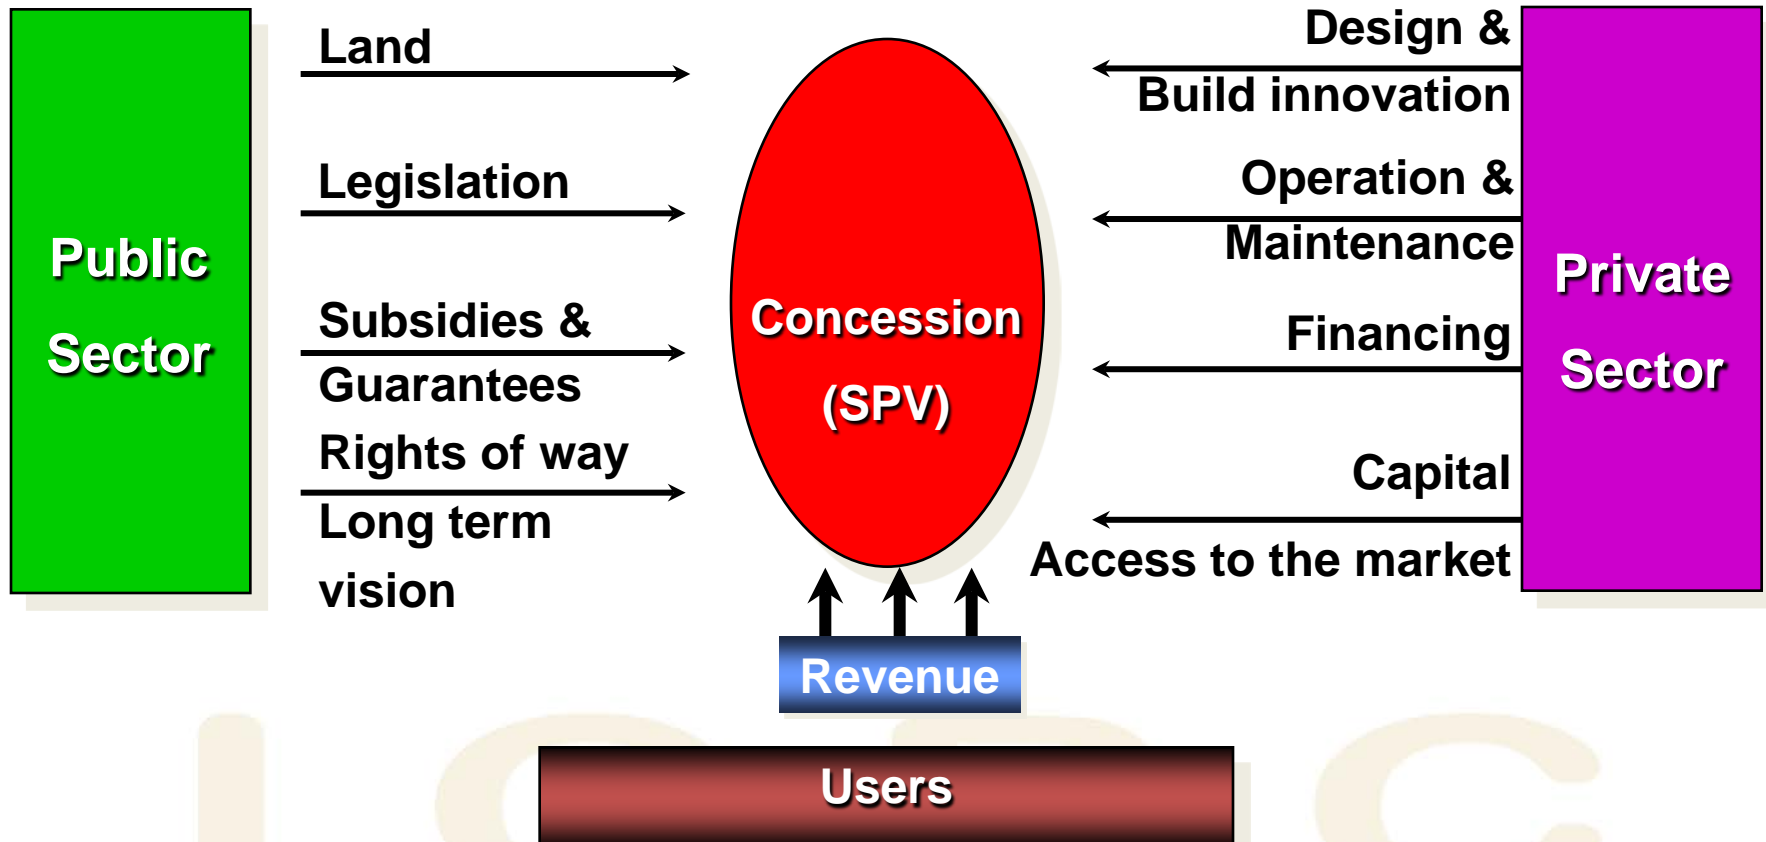 Public
Sector
Land
Legislation
Subsidies &
Guarantees
Rights of way
Long term
vision
Concession
(SPV)
Design &
Build innovation
Operation &
Maintenance
Financing
Capital
Access to the market
Private
Sector
Revenue
Users